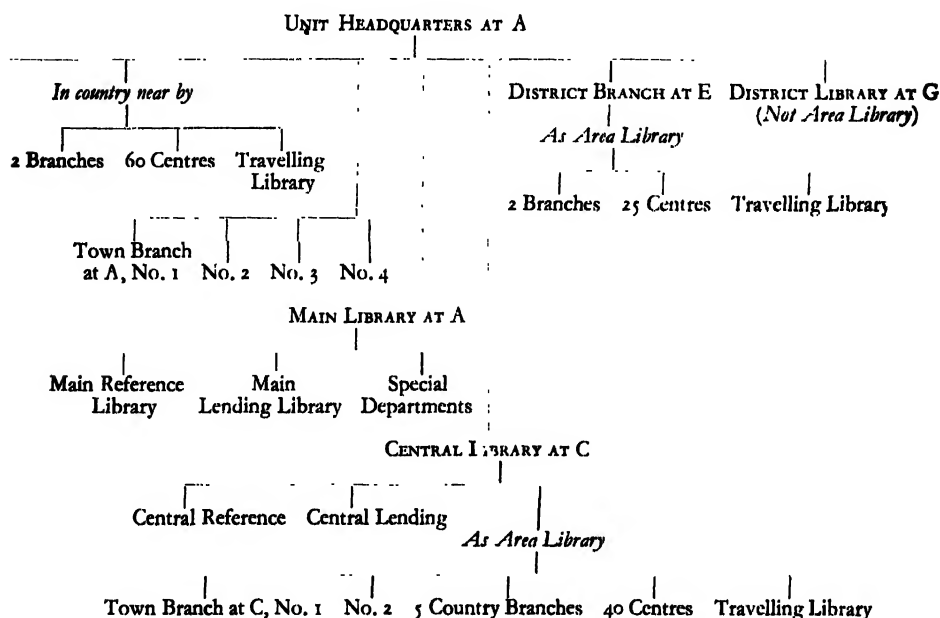 UNIT HEADQUARTERS AT A
In country near by
DISTRICT BRANCH AT E DISTRICT LIBRARY AT G
(Not Area Library)
As Area Library
2 Branches 60 Centres Travelling
Library
2 Branches 25 Centres Travelling Library
Town Branch
at A, No. 1 No. 2 No. 3 No. 4
MAIN LIBRARY AT A
Main Reference Main Special
Library Lending Library Departments
CENTRAL LIBRARY AT C
Central Reference Central Lending
As Area Library
Town Branch at C, No. 1 No. 2 5 Country Branches 40 Centres Travelling Library